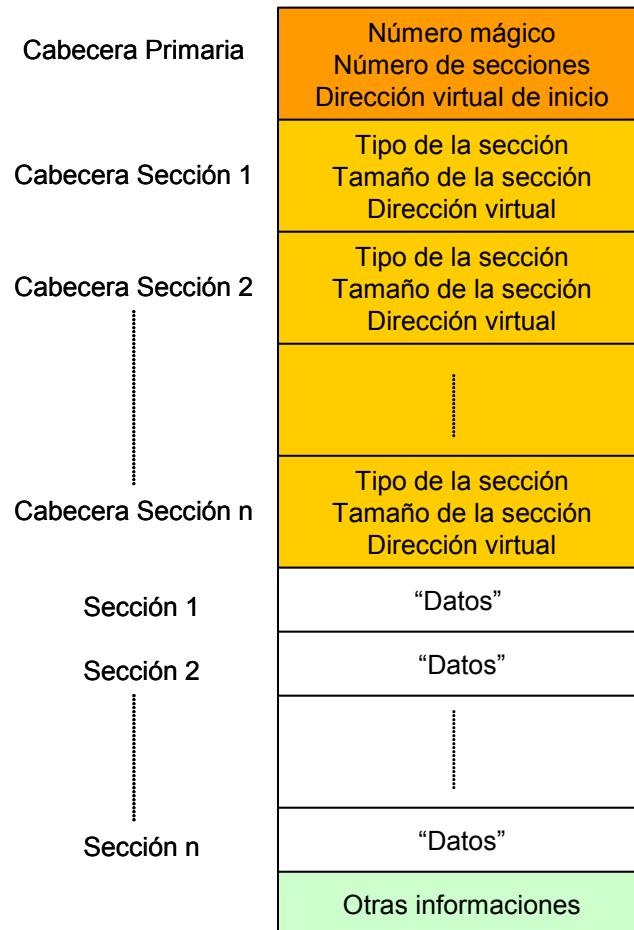 Cabecera Primaria
Número mágico
Número de secciones
Dirección virtual de inicio
Cabecera Sección 1
Tipo de la sección
Tamaño de la sección
Dirección virtual
Cabecera Sección 2
Tipo de la sección
Tamaño de la sección
Dirección virtual
Cabecera Sección n
Tipo de la sección
Tamaño de la sección
Dirección virtual
Sección 1
“Datos”
Sección 2
“Datos”
Sección n
“Datos”
Otras informaciones